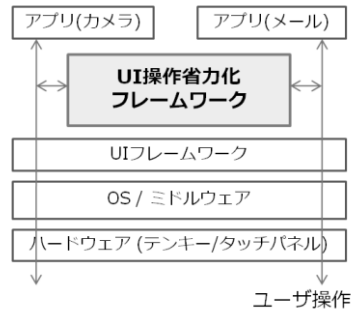 アプリ(カメラ)
アプリ(メール)
UI操作省力化
フレームワーク
UIフレームワーク
OS / ミドルウェア
ハードウェア (テンキー/タッチパネル)
ユーザ操作